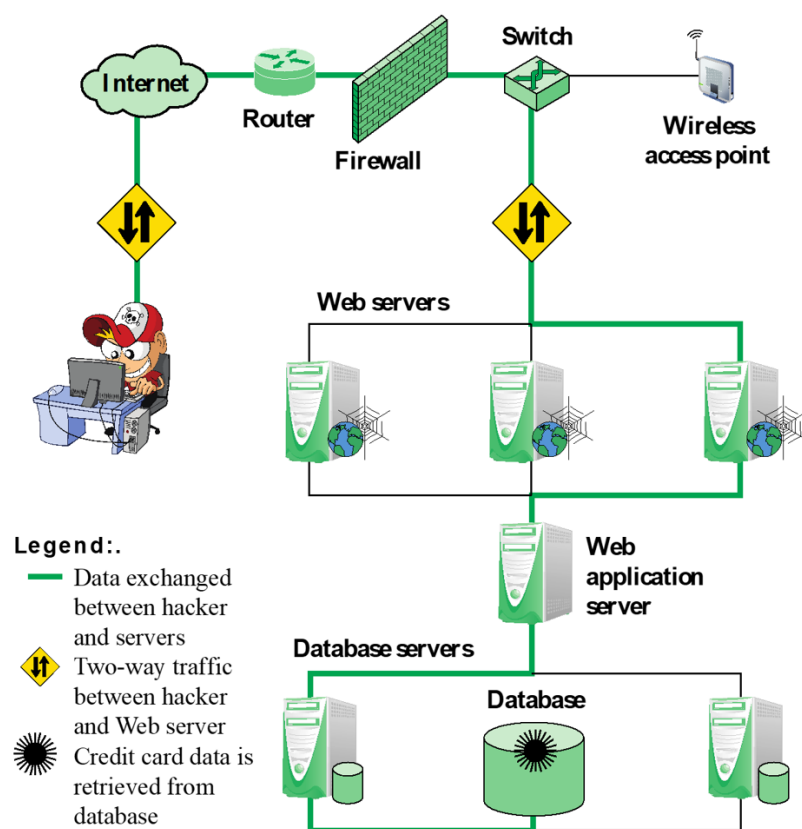 Switch
Internet
Router
Firewall
Wireless
access point
Web servers
Web
application
server
Legend:.
Data exchanged
between hacker
and servers
Two-way traffic
between hacker
and Web server
Credit card data is
retrieved from
database
Database servers
Database